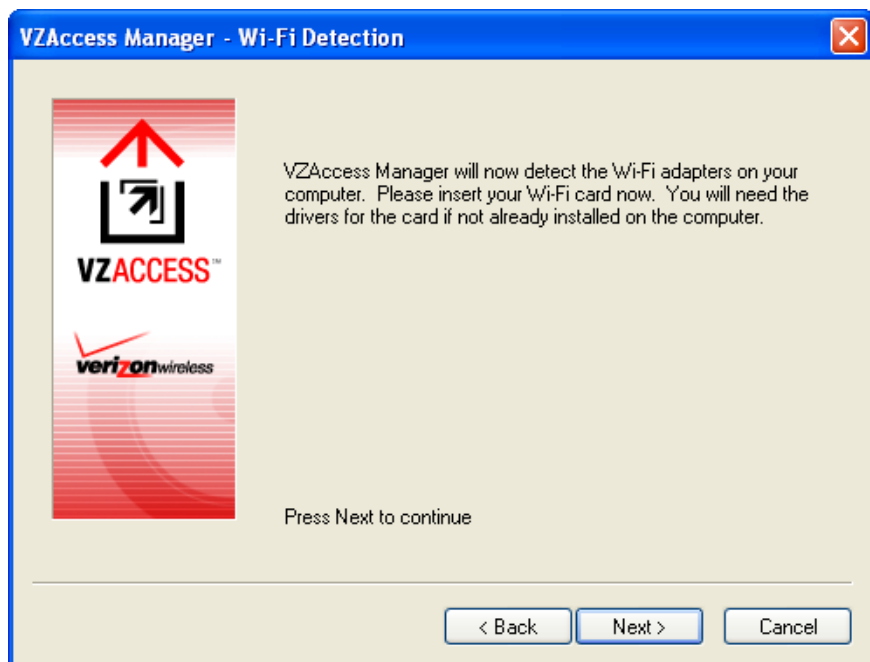 VZAccess Manager - Wi-Fi Detection
VZACCESS™
verizonwireless
VZAccess Manager will now detect the Wi-Fi adapters on your
computer. Please insert your Wi-Fi card now. You will need the
drivers for the card if not already installed on the computer.
Press Next to continue
< Back
Next >
Cancel